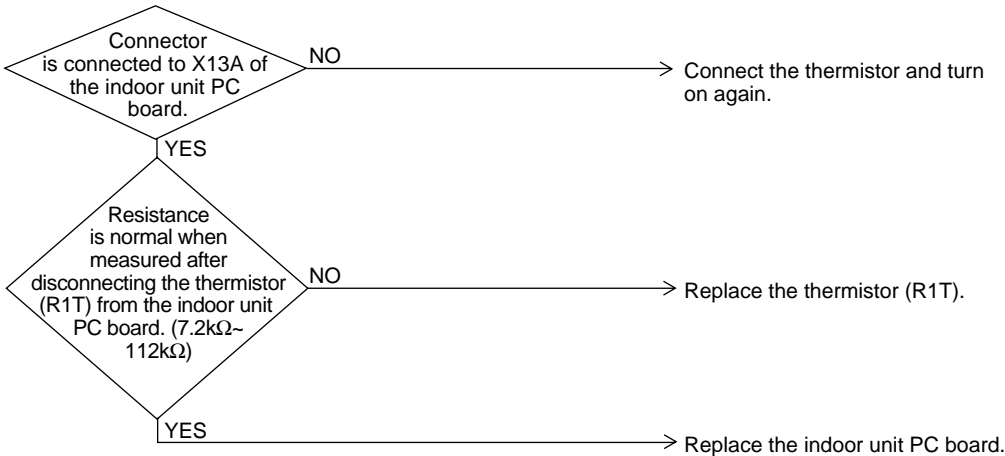 Connector
is connected to X13A of
the indoor unit PC
board.
NO
Connect the thermistor and turn
on again.
YES
Resistance
is normal when
measured after
disconnecting the thermistor
(R1T) from the indoor unit
PC board. (7.2kΩ~
112kΩ)
NO
Replace the thermistor (R1T).
YES
Replace the indoor unit PC board.